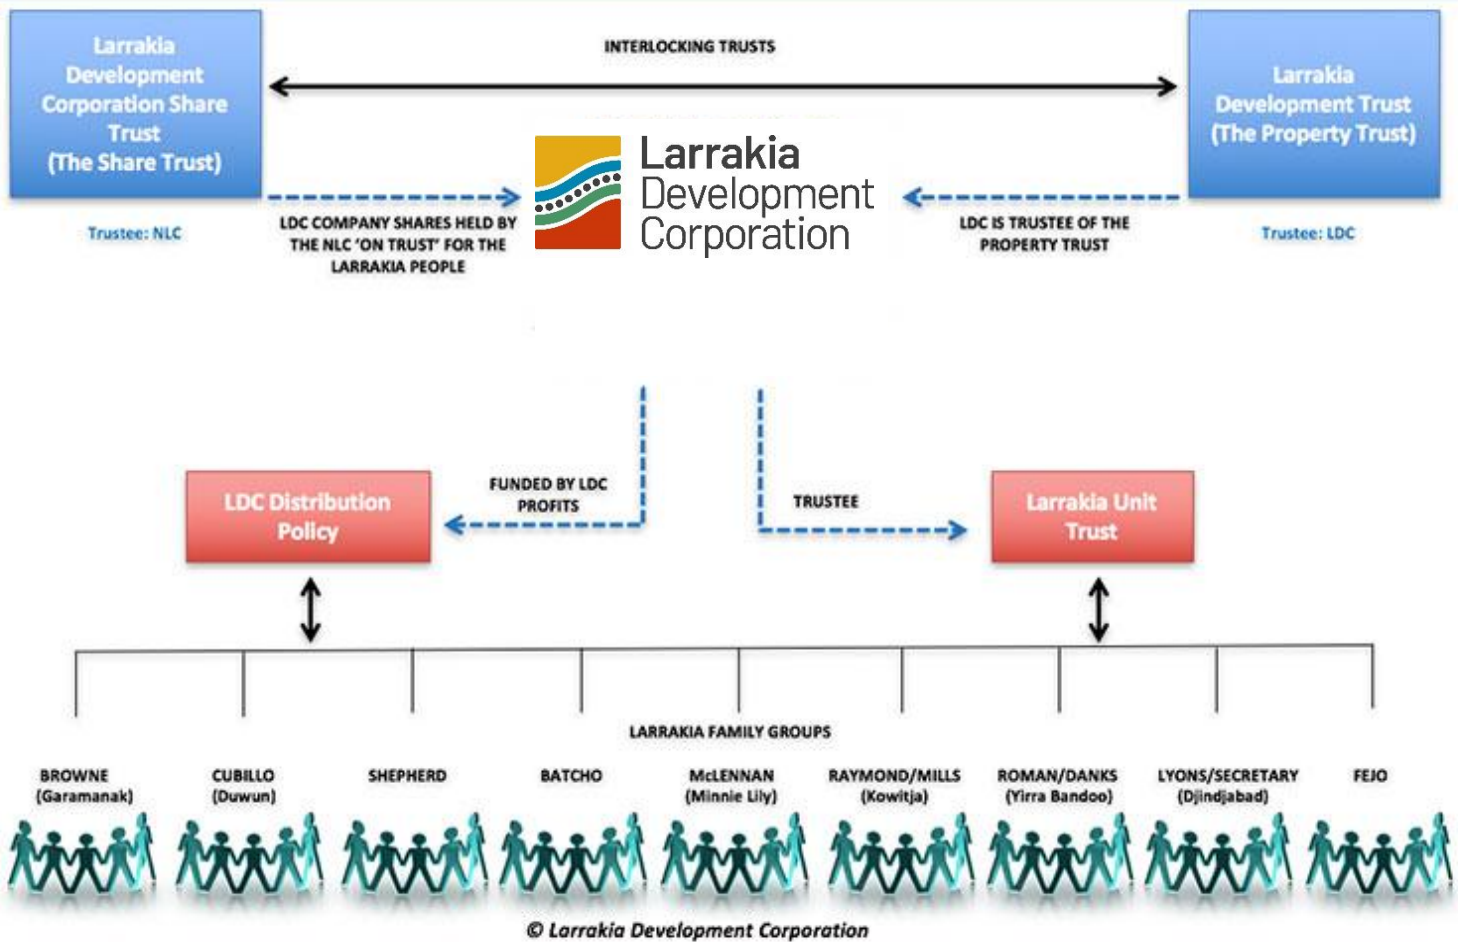 Larrakia
Development
Corporation Share
Trust
(The Share Trust)
INTERLOCKING TRUSTS
Larrakia
Development Trust
(The Property Trust)
Larrakia
Development
Corporation
Trustee: NLC
LDC COMPANY SHARES HELD BY
THE NLC ‘ON TRUST’ FOR THE
LARRAKIA PEOPLE
LDC IS TRUSTEE OF THE
PROPERTY TRUST
Trustee: LDC
LDC Distribution
Policy
FUNDED BY LDC
PROFITS
TRUSTEE
Larrakia Unit
Trust
LARRAKIA FAMILY GROUPS
BROWNE
(Garamanak)
CUBILLO
(Duwun)
SHEPHERD
BATCHO
McLENNAN
(Minnie Lily)
RAYMOND/MILLS
(Kowitja)
ROMAN/DANKS
(Yirra Bandoo)
LYONS/SECRETARY
(Djindjabad)
FEJO
© Larrakia Development Corporation